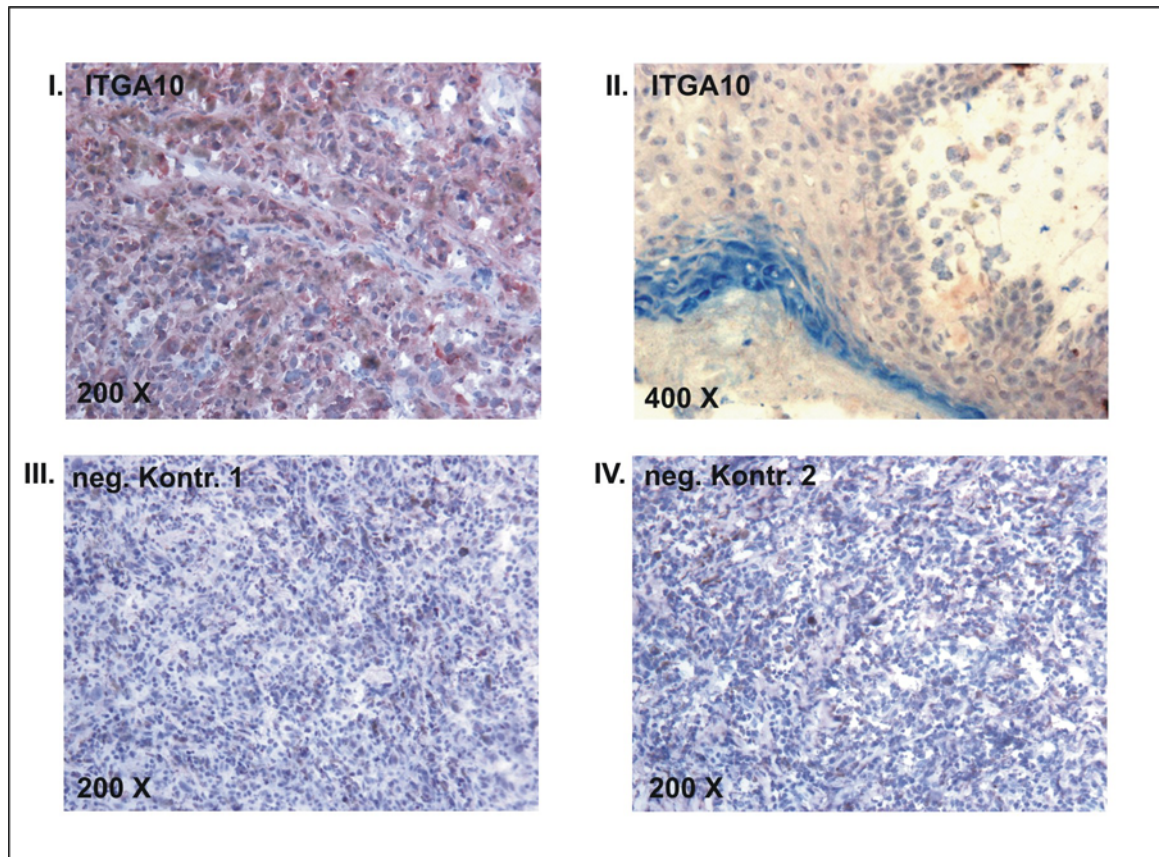 I. ITGA10
200 X
II. ITGA10
400 X
III. neg. Kontr. 1
200 X
IV. neg. Kontr. 2
200 X